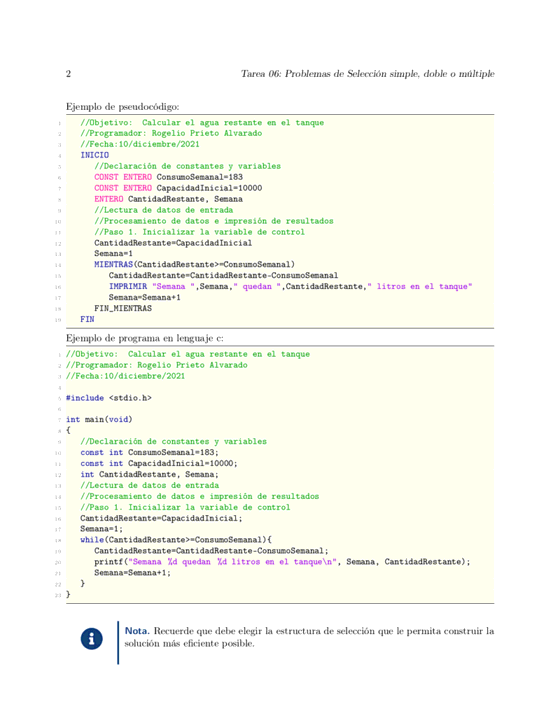 2 Tarea 06: Problemas de Selección simple, doble o múltiple
Ejemplo de pseudocódigo:
1 //Objetivo: Calcular el agua restante en el tanque
2 //Programador: Rogelio Prieto Alvarado
3 //Fecha:10/diciembre/2021
4 INICIO
5 //Declaración de constantes y variables
6 CONST ENTERO ConsumoSemanal=183
7 CONST ENTERO CapacidadInicial=10000
8 ENTERO CantidadRestante, Semana
9 //Lectura de datos de entrada
10 //Procesamiento de datos e impresión de resultados
11 //Paso 1. Inicializar la variable de control
12 CantidadRestante=CapacidadInicial
13 Semana=1
14 MIENTRAS(CantidadRestante>=ConsumoSemanal)
15 CantidadRestante=CantidadRestante-ConsumoSemanal
16 IMPRIMIR "Semana ",Semana," quedan ",CantidadRestante," litros en el tanque"
17 Semana=Semana+1
18 FIN_MIENTRAS
19 FIN
Ejemplo de programa en lenguaje c:
1 //Objetivo: Calcular el agua restante en el tanque
2 //Programador: Rogelio Prieto Alvarado
3 //Fecha:10/diciembre/2021
4
5 #include <stdio.h>
6
7 int main(void)
8 {
9 //Declaración de constantes y variables
10 const int ConsumoSemanal=183;
11 const int CapacidadInicial=10000;
12 int CantidadRestante, Semana;
13 //Lectura de datos de entrada
14 //Procesamiento de datos e impresión de resultados
15 //Paso 1. Inicializar la variable de control
16 CantidadRestante=CapacidadInicial;
17 Semana=1;
18 while(CantidadRestante>=ConsumoSemanal){
19 CantidadRestante=CantidadRestante-ConsumoSemanal;
20 printf("Semana %d quedan %d litros en el tanque\n", Semana, CantidadRestante);
21 Semana=Semana+1;
22 }
23 }
Nota. Recuerde que debe elegir la estructura de selección que le permita construir la
solución más eficiente posible.